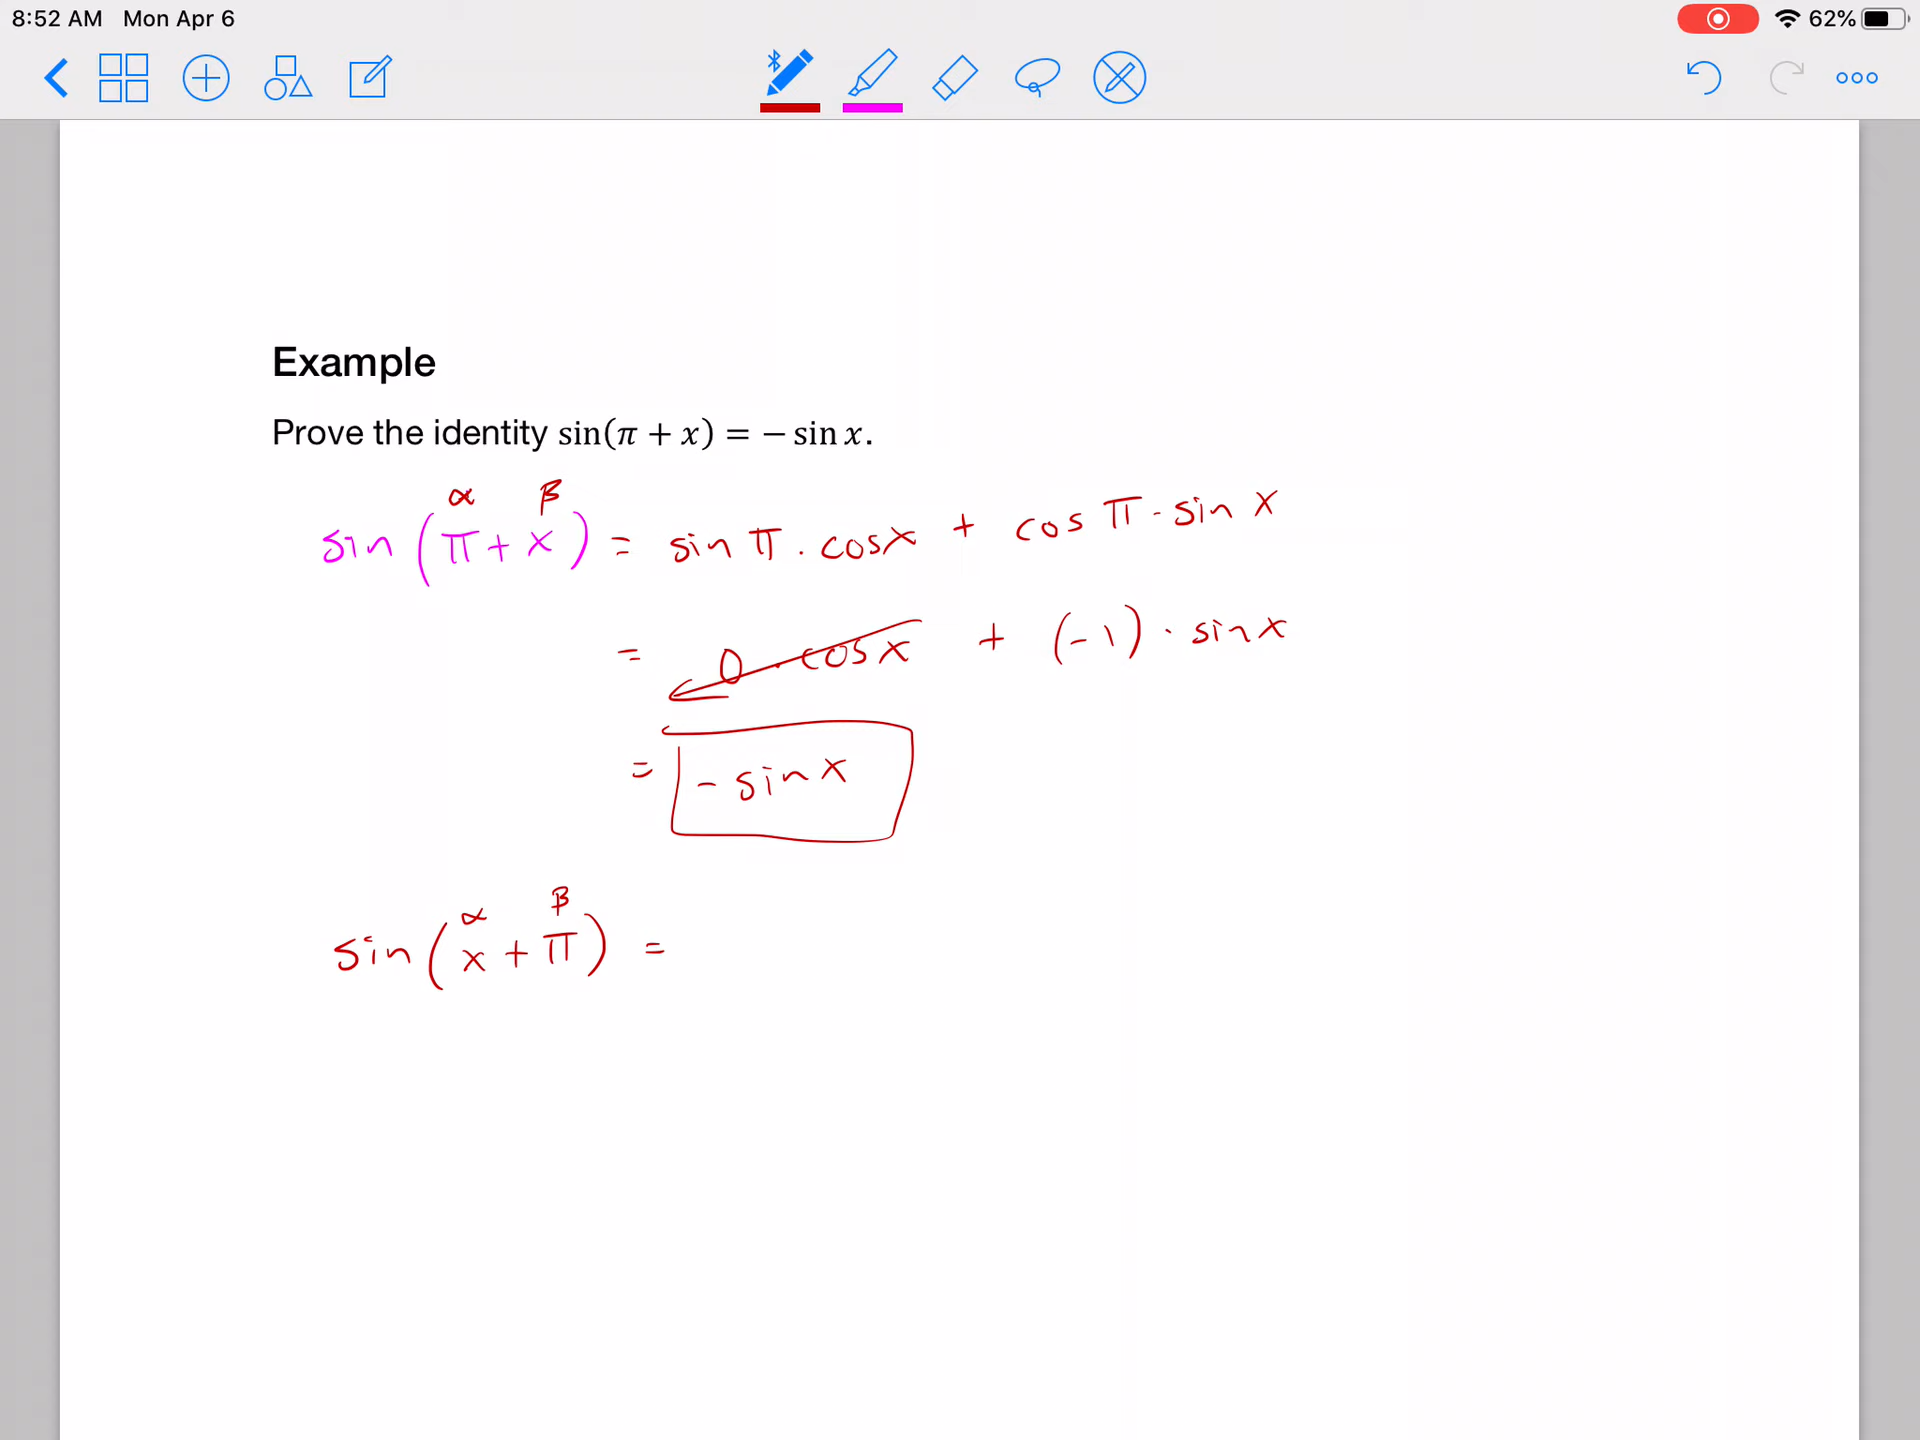 8:52 AM Mon Apr 6 62%
Example
Prove the identity sin(π + x) = − sin x.
α β
sin (π + x) = sin π · cos x + cos π · sin x
= 0 · cos x + (-1) · sin x
= - sin x
α β
sin (x + π) =